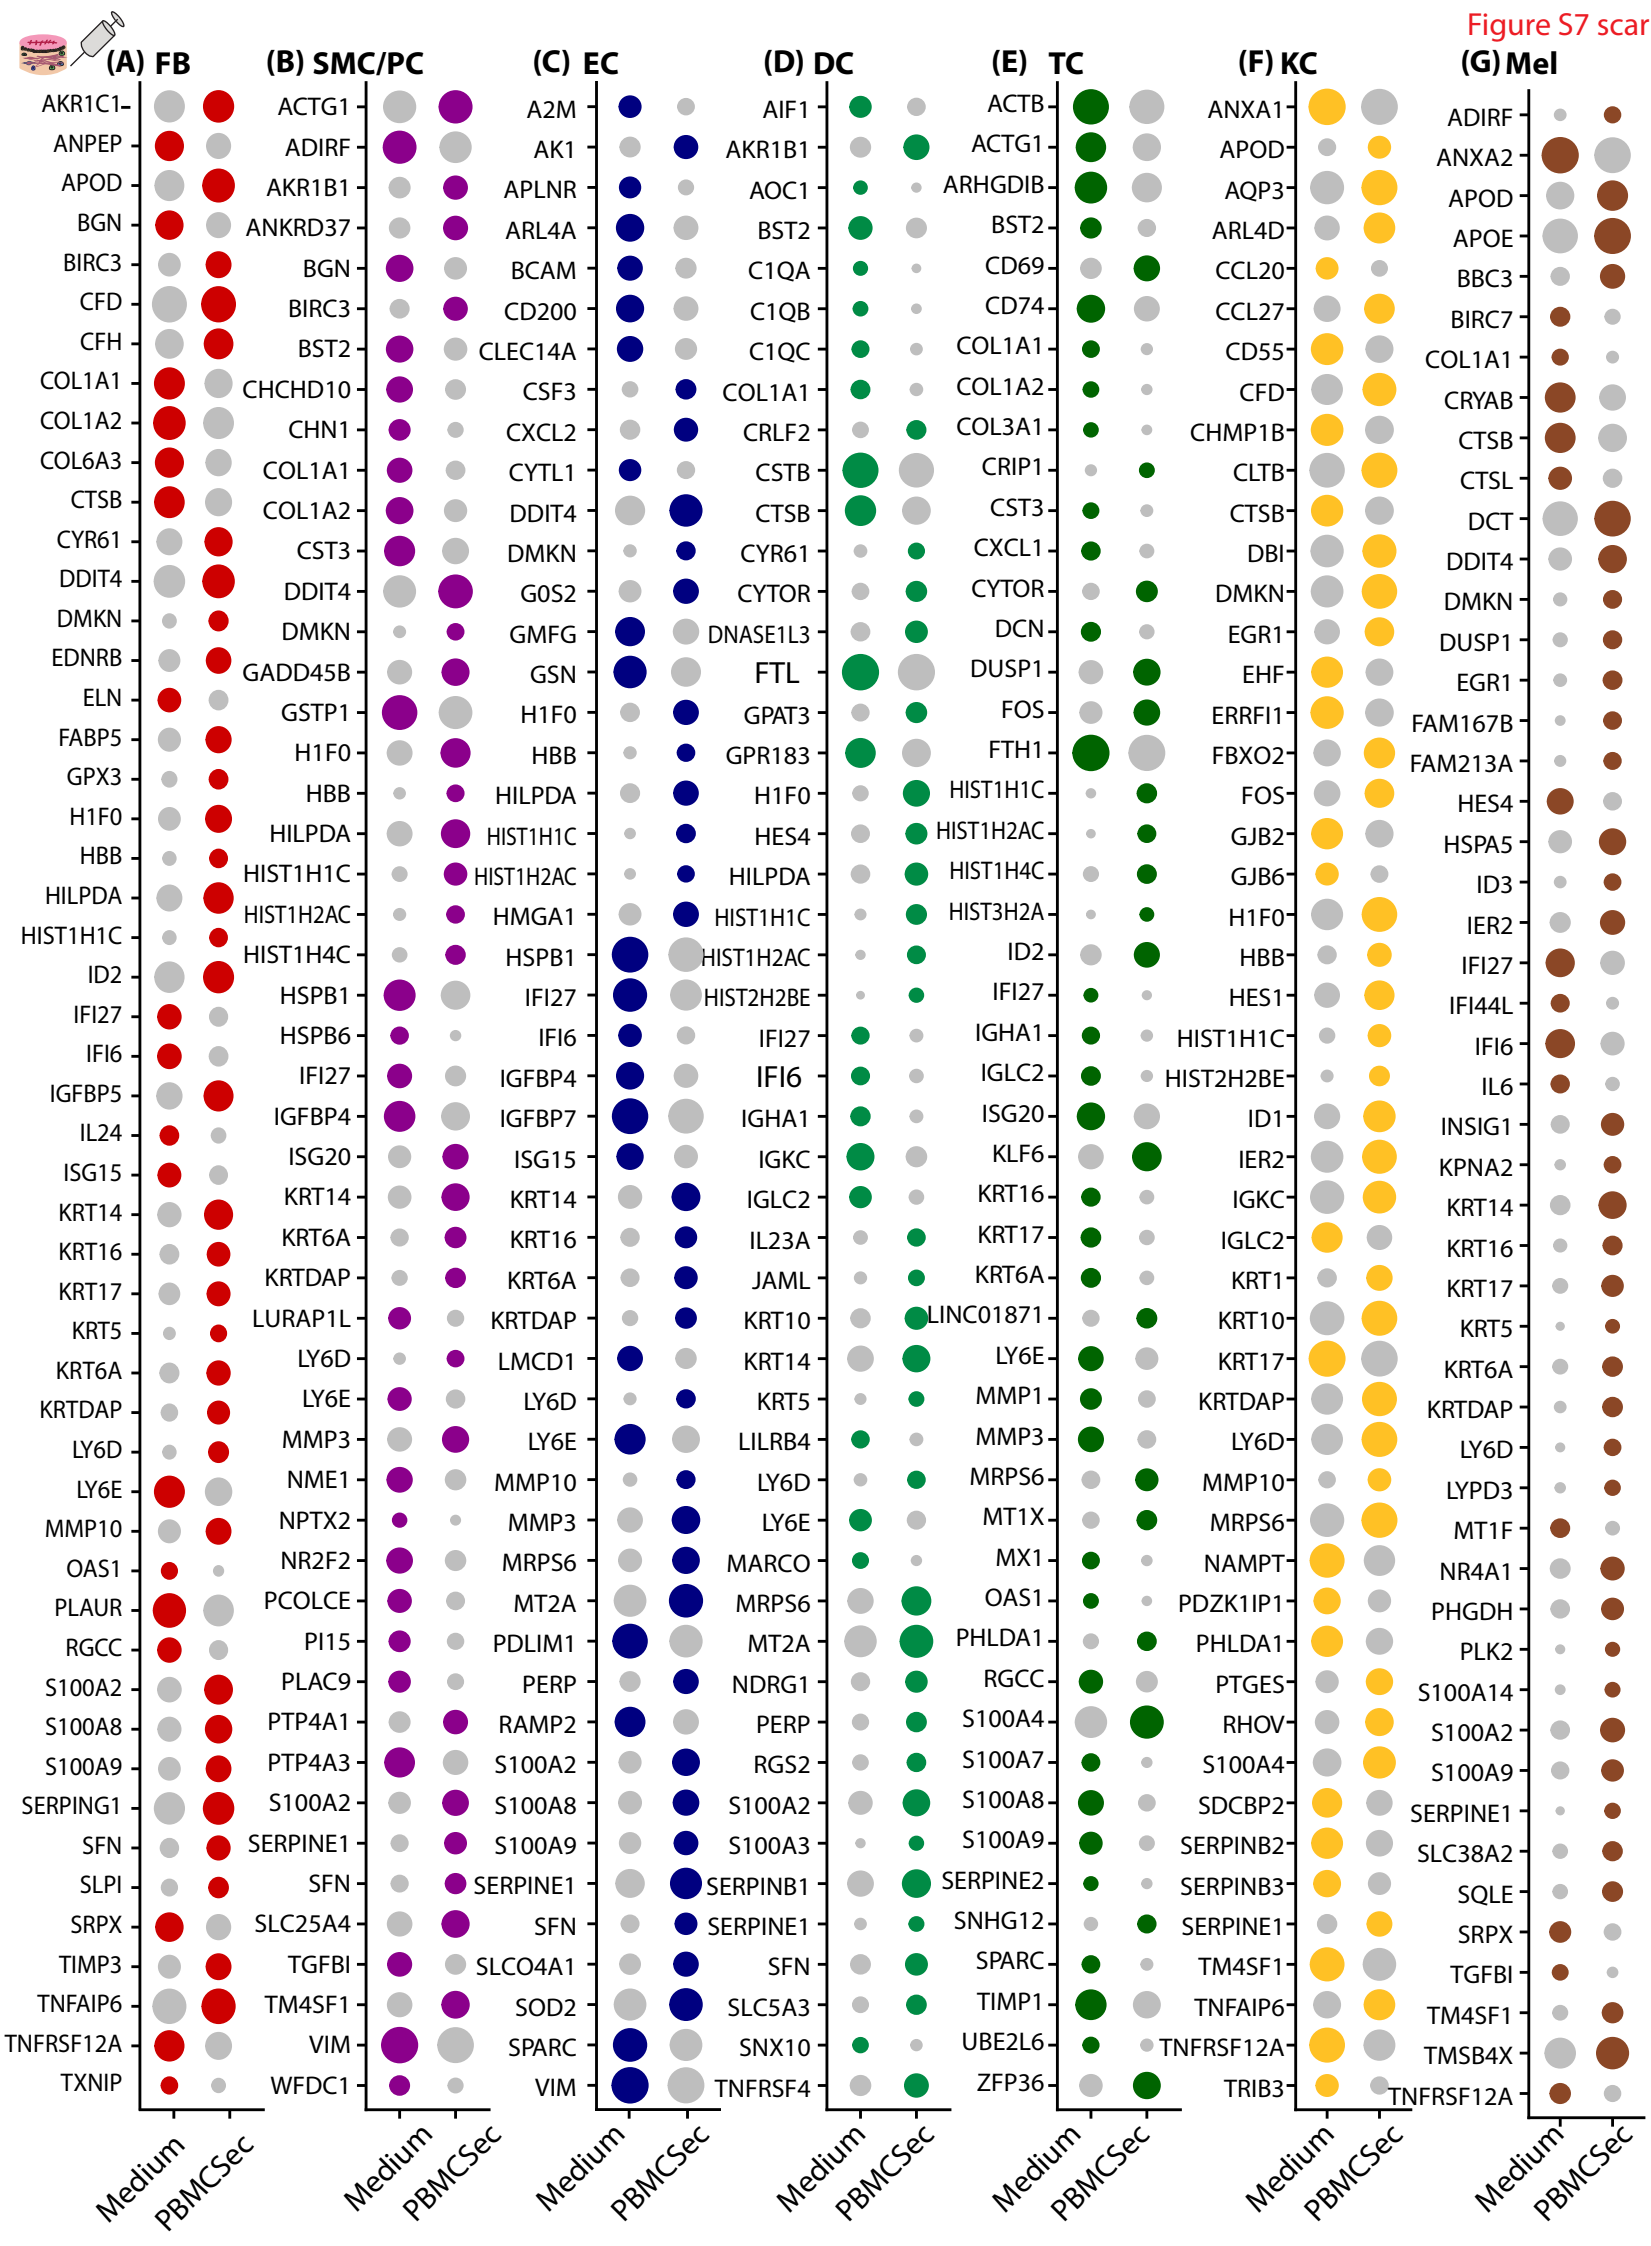 Figure S7 scar
(A) FB
AKR1C1
ANPEP
APOD
BGN
BIRC3
CFD
CFH
COL1A1
COL1A2
COL6A3
CTSB
CYR61
DDIT4
DMKN
EDNRB
ELN
FABP5
GPX3
H1F0
HBB
HILPDA
HIST1H1C
ID2
IFI27
IFI6
IGFBP5
IL24
ISG15
KRT14
KRT16
KRT17
KRT5
KRT6A
KRTDAP
LY6D
LY6E
MMP10
OAS1
PLAUR
RGCC
S100A2
S100A8
S100A9
SERPING1
SFN
SLPI
SRPX
TIMP3
TNFAIP6
TNFRSF12A
TXNIP
Medium
PBMCSec
(B) SMC/PC
ACTG1
ADIRF
AKR1B1
ANKRD37
BGN
BIRC3
BST2
CHCHD10
CHN1
COL1A1
COL1A2
CST3
DDIT4
DMKN
GADD45B
GSTP1
H1F0
HBB
HILPDA
HIST1H1C
HIST1H2AC
HIST1H4C
HSPB1
HSPB6
IFI27
IGFBP4
ISG20
KRT14
KRT6A
KRTDAP
LURAP1L
LY6D
LY6E
MMP3
NME1
NPTX2
NR2F2
PCOLCE
PI15
PLAC9
PTP4A1
PTP4A3
S100A2
SERPINE1
SFN
SLC25A4
TGFBI
TM4SF1
VIM
WFDC1
Medium
PBMCSec
(C) EC
A2M
AK1
APLNR
ARL4A
BCAM
CD200
CLEC14A
CSF3
CXCL2
CYTL1
DDIT4
DMKN
G0S2
GMFG
GSN
H1F0
HBB
HILPDA
HIST1H1C
HIST1H2AC
HMGA1
HSPB1
IFI27
IFI6
IGFBP4
IGFBP7
ISG15
KRT14
KRT16
KRT6A
KRTDAP
LMCD1
LY6D
LY6E
MMP10
MMP3
MRPS6
MT2A
PDLIM1
PERP
RAMP2
S100A2
S100A8
S100A9
SERPINE1
SFN
SLCO4A1
SOD2
SPARC
VIM
Medium
PBMCSec
(D) DC
AIF1
AKR1B1
AOC1
BST2
C1QA
C1QB
C1QC
COL1A1
CRLF2
CSTB
CTSB
CYR61
CYTOR
DNASE1L3
FTL
GPAT3
GPR183
H1F0
HES4
HILPDA
HIST1H1C
HIST1H2AC
HIST2H2BE
IFI27
IFI6
IGHA1
IGKC
IGLC2
IL23A
JAML
KRT10
KRT14
KRT5
LILRB4
LY6D
LY6E
MARCO
MRPS6
MT2A
NDRG1
PERP
RGS2
S100A2
S100A3
SERPINB1
SERPINE1
SFN
SLC5A3
SNX10
TNFRSF4
Medium
PBMCSec
(E) TC
ACTB
ACTG1
ARHGDIB
BST2
CD69
CD74
COL1A1
COL1A2
COL3A1
CRIP1
CST3
CXCL1
CYTOR
DCN
DUSP1
FOS
FTH1
HIST1H1C
HIST1H2AC
HIST1H4C
HIST3H2A
ID2
IFI27
IGHA1
IGLC2
ISG20
KLF6
KRT16
KRT17
KRT6A
LINC01871
LY6E
MMP1
MMP3
MRPS6
MT1X
MX1
OAS1
PHLDA1
RGCC
S100A4
S100A7
S100A8
S100A9
SERPINE2
SNHG12
SPARC
TIMP1
UBE2L6
ZFP36
Medium
PBMCSec
(F) KC
ANXA1
APOD
AQP3
ARL4D
CCL20
CCL27
CD55
CFD
CHMP1B
CLTB
CTSB
DBI
DMKN
EGR1
EHF
ERRFI1
FBXO2
FOS
GJB2
GJB6
H1F0
HBB
HES1
HIST1H1C
HIST2H2BE
ID1
IER2
IGKC
IGLC2
KRT1
KRT10
KRT17
KRTDAP
LY6D
MMP10
MRPS6
NAMPT
PDZK1IP1
PHLDA1
PTGES
RHOV
S100A4
SDCBP2
SERPINB2
SERPINB3
SERPINE1
TM4SF1
TNFAIP6
TNFRSF12A
TRIB3
Medium
PBMCSec
(G) Mel
ADIRF
ANXA2
APOD
APOE
BBC3
BIRC7
COL1A1
CRYAB
CTSB
CTSL
DCT
DDIT4
DMKN
DUSP1
EGR1
FAM167B
FAM213A
HES4
HSPA5
ID3
IER2
IFI27
IFI44L
IFI6
IL6
INSIG1
KPNA2
KRT14
KRT16
KRT17
KRT5
KRT6A
KRTDAP
LY6D
LYPD3
MT1F
NR4A1
PHGDH
PLK2
S100A14
S100A2
S100A9
SERPINE1
SLC38A2
SQLE
SRPX
TGFBI
TM4SF1
TMSB4X
TNFRSF12A
Medium
PBMCSec